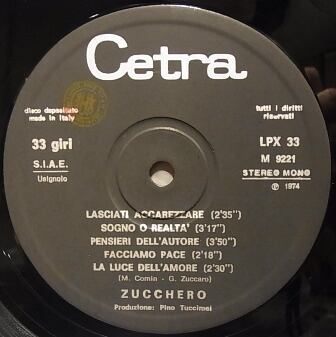 Cetra
disco depositato
made in Italy
tutti i diritti
riservati
33 giri
S.I.A.E.
Usignolo
LPX 33
M 9221
STEREO MONO
℗ 1974
LASCIATI ACCAREZZARE (2'35")
SOGNO O REALTA' (3'17")
PENSIERI DELL'AUTORE (3'50")
FACCIAMO PACE (2'18")
LA LUCE DELL'AMORE (2'30")
(M. Comin - G. Zuccaro)
ZUCCHERO
Produzione: Pino Tuccimei